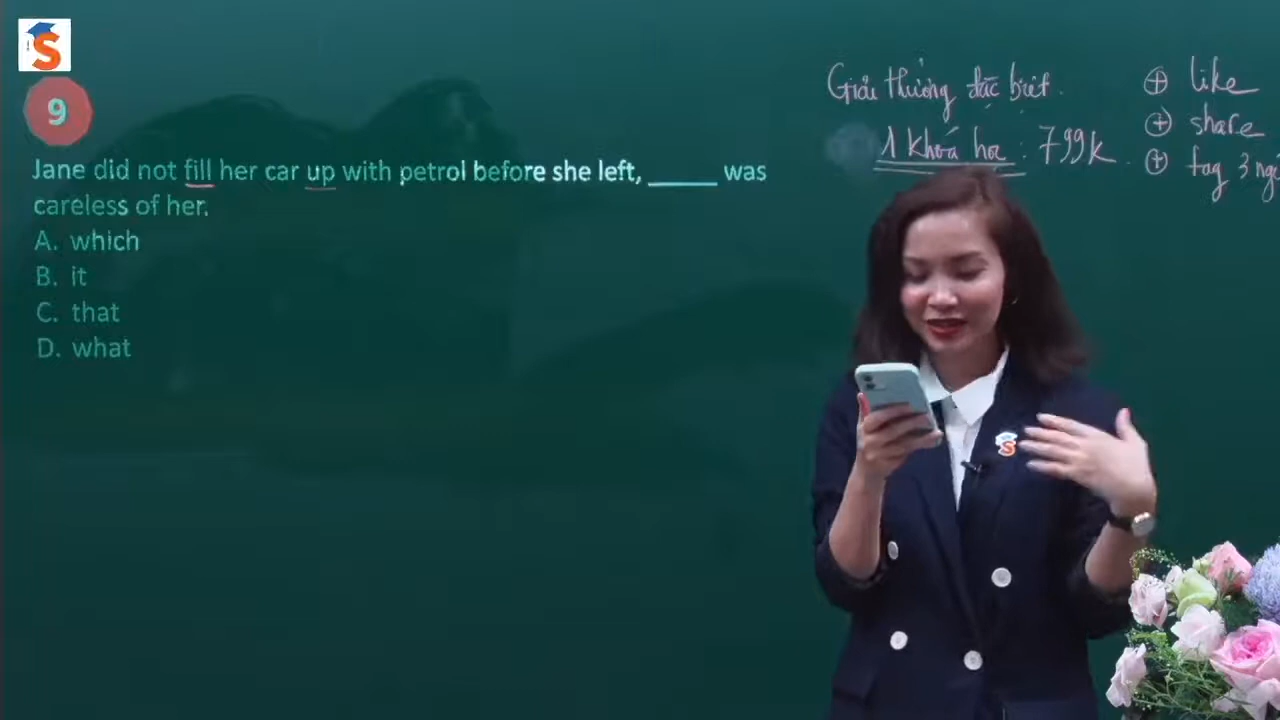 S
9
Jane did not fill her car up with petrol before she left, ______ was
careless of her.
A. which
B. it
C. that
D. what
Giải thưởng đặc biệt.
1 khoá học : 799k.
+ like
+ share
+ tag 3
S